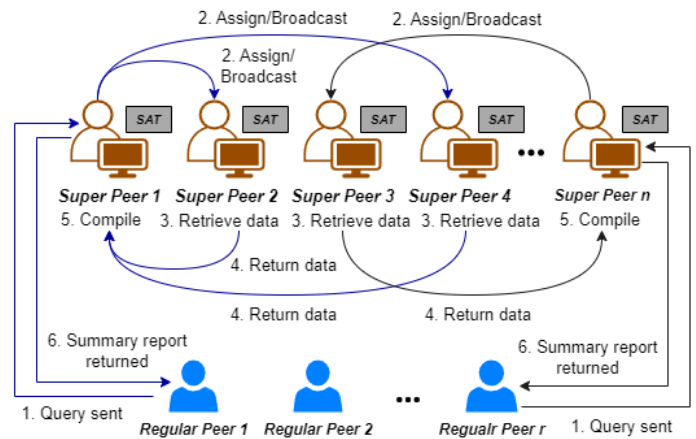 2. Assign/Broadcast
2. Assign/Broadcast
2. Assign/
Broadcast
SAT
SAT
SAT
SAT
SAT
...
Super Peer 1
Super Peer 2
Super Peer 3
Super Peer 4
Super Peer n
5. Compile
3. Retrieve data
3. Retrieve data
3. Retrieve data
5. Compile
4. Return data
4. Return data
4. Return data
6. Summary report
returned
6. Summary report
returned
...
1. Query sent
Regular Peer 1
Regular Peer 2
Regualr Peer r
1. Query sent